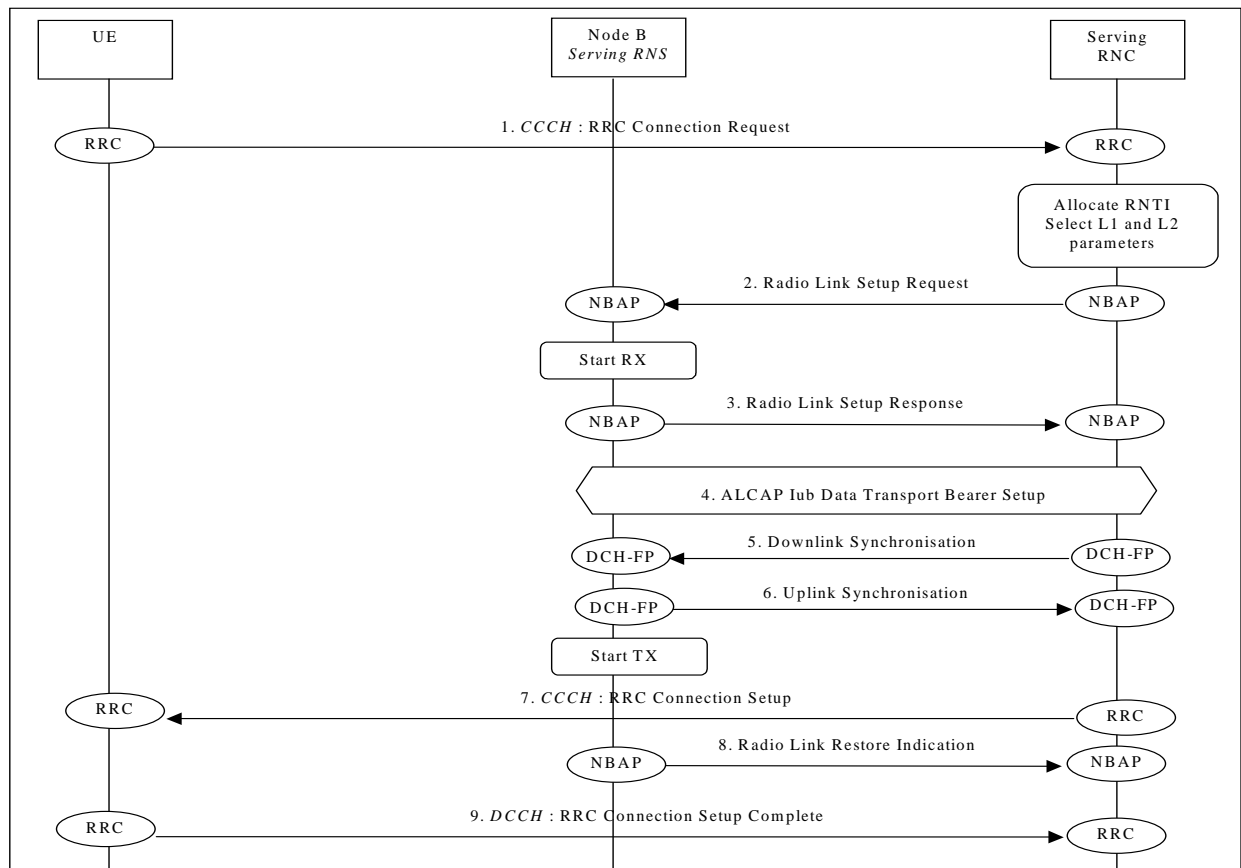 UE
Node B
Serving RNS
Serving
RNC
1. CCCH : RRC Connection Request
RRC
RRC
Allocate RNTI
Select L1 and L2
parameters
2. Radio Link Setup Request
NBAP
NBAP
Start RX
3. Radio Link Setup Response
NBAP
NBAP
4. ALCAP Iub Data Transport Bearer Setup
5. Downlink Synchronisation
DCH-FP
DCH-FP
6. Uplink Synchronisation
DCH-FP
DCH-FP
Start TX
7. CCCH : RRC Connection Setup
RRC
RRC
8. Radio Link Restore Indication
NBAP
NBAP
9. DCCH : RRC Connection Setup Complete
RRC
RRC